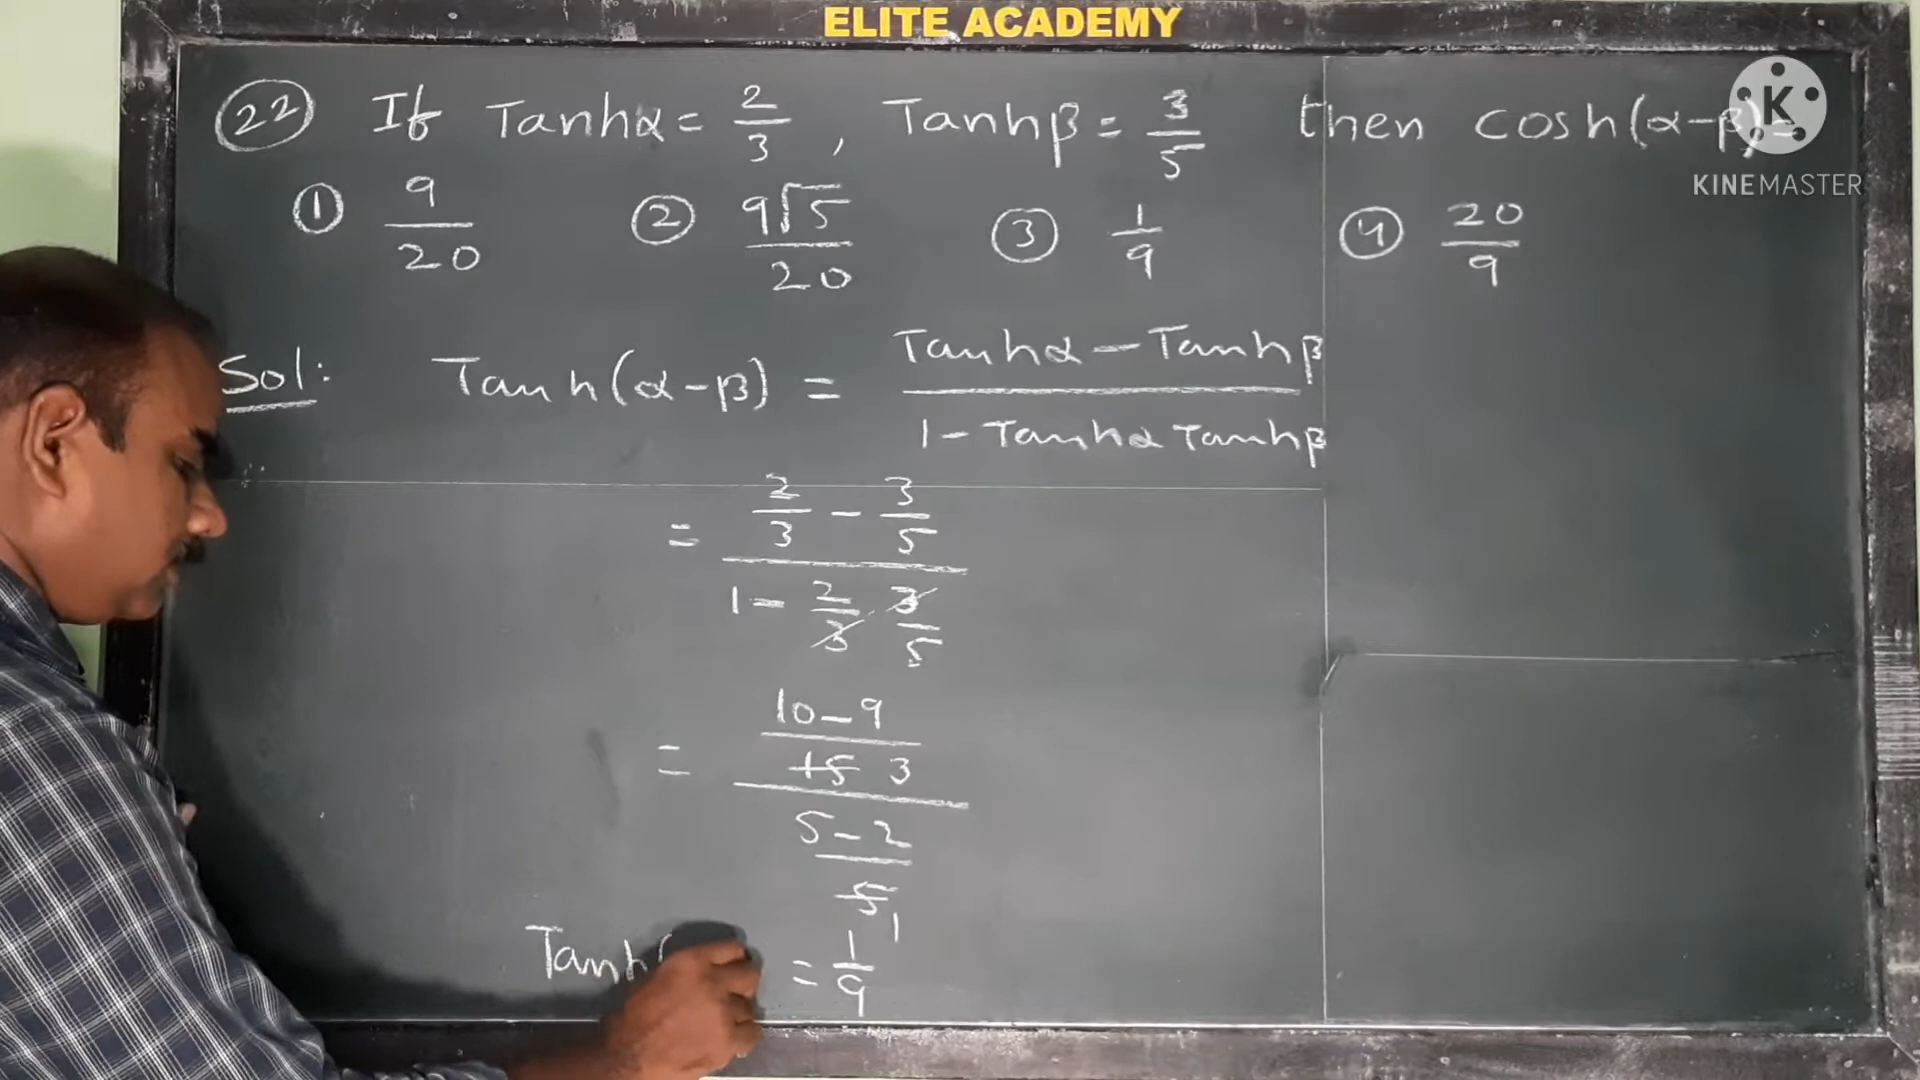 ELITE ACADEMY
22 If Tanhα = 2/3, Tanhβ = 3/5 then cosh(α-β) =
1 9/20 2 9√5/20 3 1/9 4 20/9
K
KINEMASTER
Sol: Tanh(α-β) =
Tanhα - Tanhβ
1 - Tanhα Tanhβ
=
2/3 - 3/5
1 - 2/3 . 3/5
=
10-9
15 3
5-2
5
1
Tanh( = 1/9